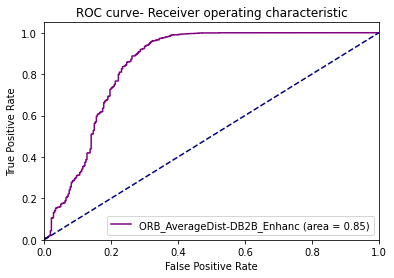 ROC curve- Receiver operating characteristic
True Positive Rate
1.0
0.8
0.6
0.4
0.2
0.0
ORB_AverageDist-DB2B_Enhanc (area = 0.85)
0.0 0.2 0.4 0.6 0.8 1.0
False Positive Rate